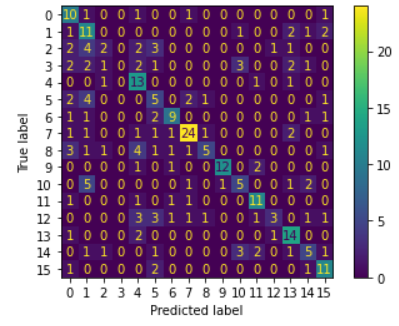 0 10 1 0 0 1 0 0 1 0 0 0 0 0 0 0 1
1 1 11 0 0 0 0 0 0 0 0 1 0 0 2 1 2
2 2 4 2 0 2 3 0 0 0 0 0 0 1 1 0 0
3 2 2 1 0 2 1 0 0 0 0 3 0 0 2 1 0
4 0 0 1 0 13 0 0 0 0 0 0 1 0 1 0 0
5 2 4 0 0 0 5 0 2 1 0 0 0 0 0 0 1
6 1 1 0 0 0 2 9 0 0 0 0 0 0 0 1 1
7 1 1 0 0 1 1 1 24 1 0 0 0 0 2 0 0
8 3 1 1 0 4 1 1 1 5 0 0 0 0 0 0 1
9 0 0 0 0 1 0 1 0 0 12 0 2 0 0 0 0
10 0 5 0 0 0 0 0 1 0 1 5 0 0 1 2 0
11 1 0 0 0 1 0 1 1 0 0 0 11 0 0 0 0
12 0 0 0 0 3 3 1 1 1 0 0 1 3 0 1 1
13 1 0 0 0 2 0 0 0 0 0 0 0 1 14 0 0
14 0 1 1 0 0 1 0 0 0 0 3 2 0 1 5 1
15 1 0 0 0 0 2 0 0 0 0 0 0 0 0 1 11
0 1 2 3 4 5 6 7 8 9 10 11 12 13 14 15
Predicted label
True label
20
15
10
5
0